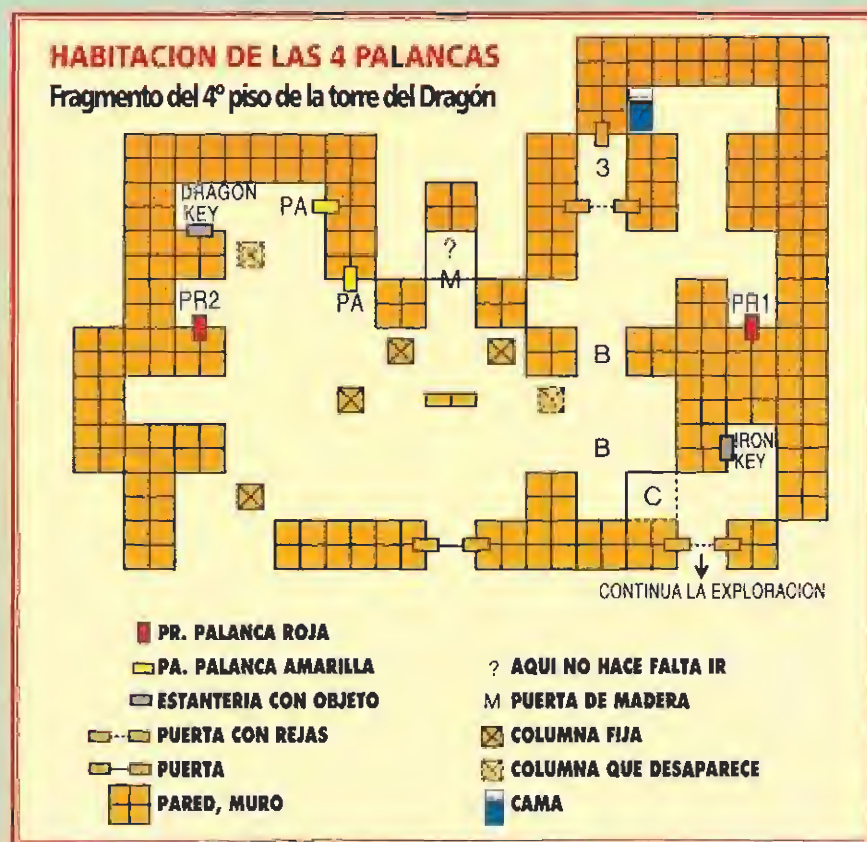 HABITACION DE LAS 4 PALANCAS
Fragmento del 4º piso de la torre del Dragón
3
DRAGON
KEY
PA
?
M
PR2
PA
PR1
B
B
IRON
KEY
C
CONTINUA LA EXPLORACION
PR. PALANCA ROJA
PA. PALANCA AMARILLA
ESTANTERIA CON OBJETO
PUERTA CON REJAS
PUERTA
PARED, MURO
? AQUI NO HACE FALTA IR
M PUERTA DE MADERA
COLUMNA FIJA
COLUMNA QUE DESAPARECE
CAMA